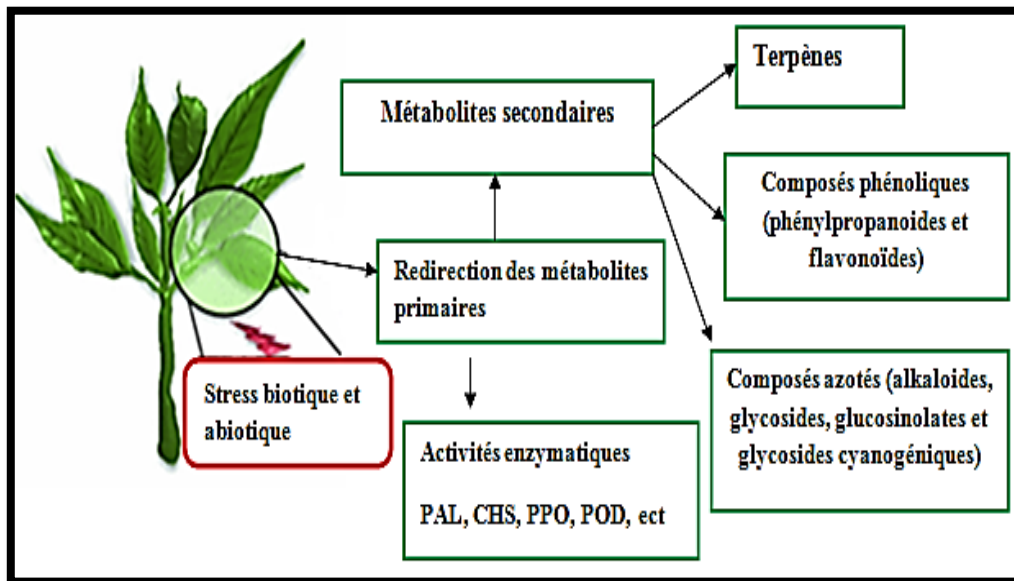 Terpènes
Métabolites secondaires
Composés phénoliques
(phénylpropanoides et
flavonoïdes)
Redirection des métabolites
primaires
Stress biotique et
abiotique
Composés azotés (alkaloides,
glycosides, glucosinolates et
glycosides cyanogéniques)
Activités enzymatiques
PAL, CHS, PPO, POD, ect